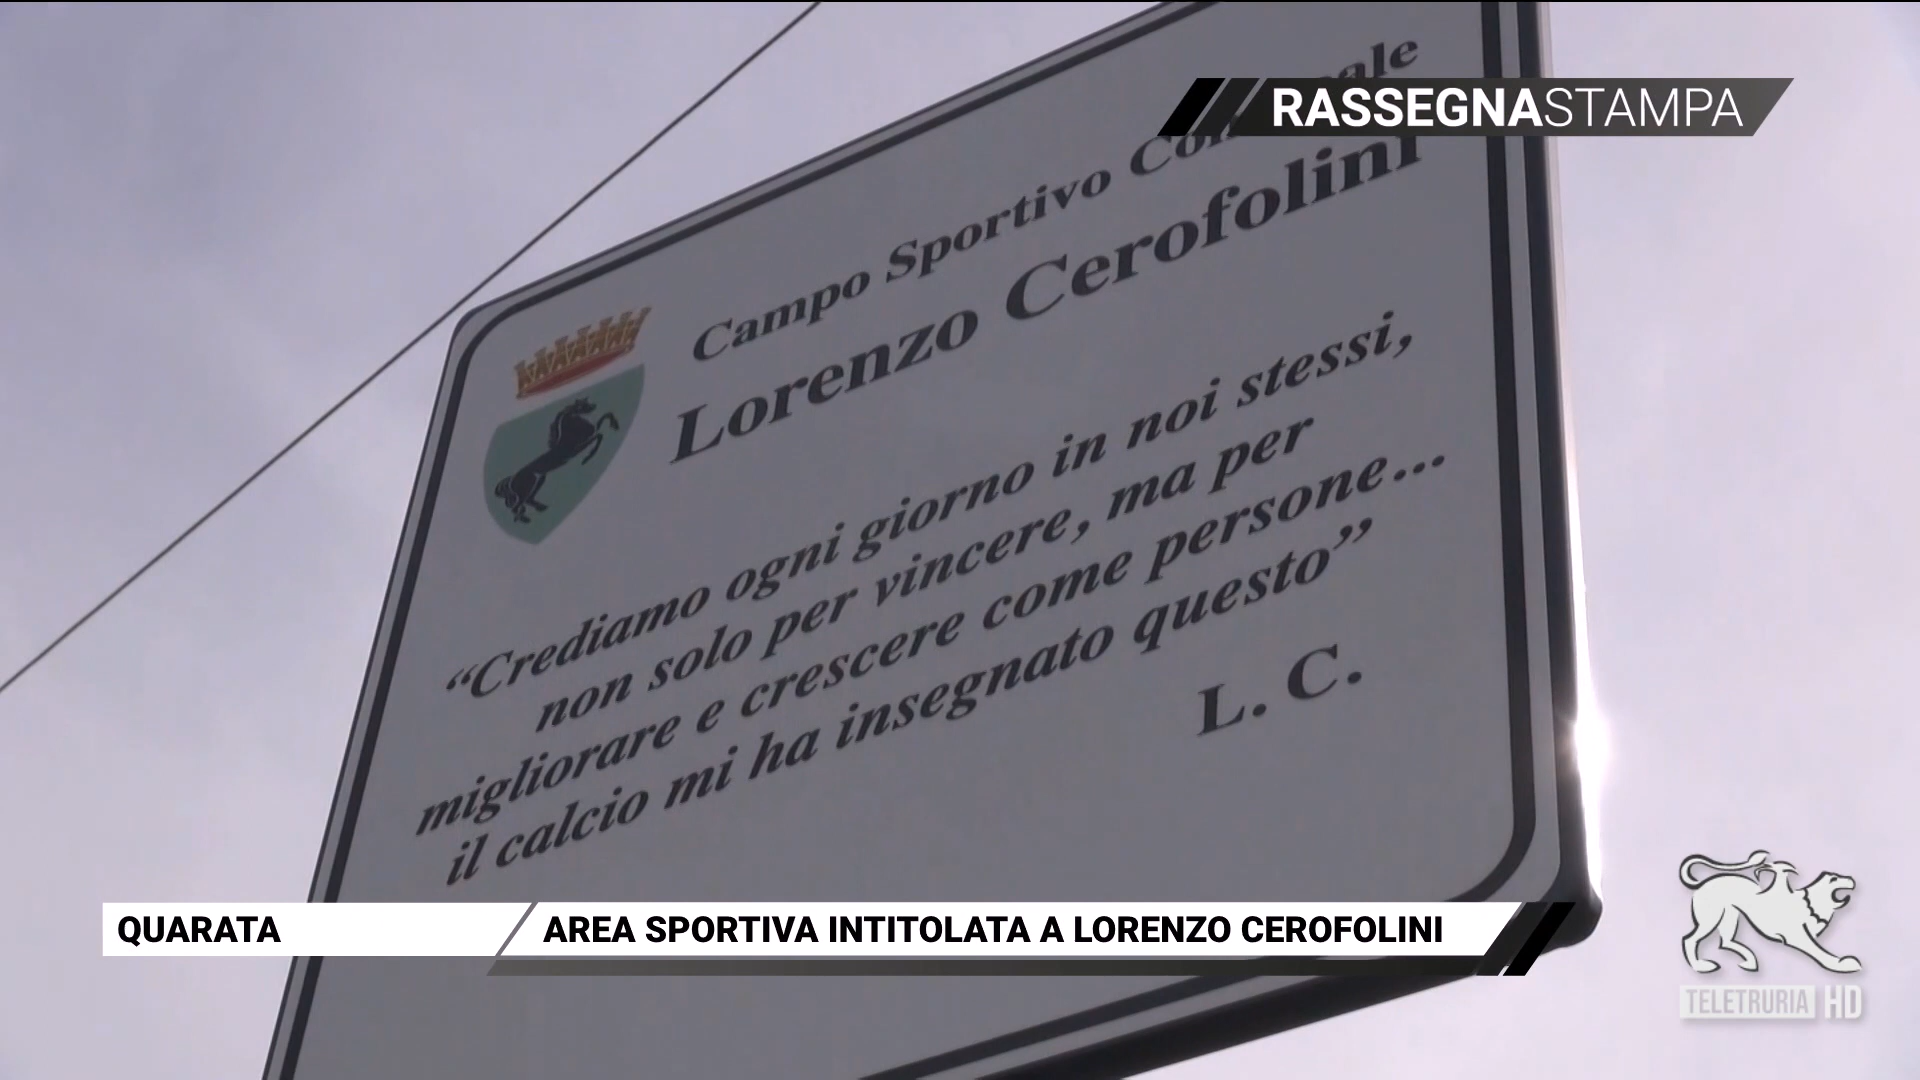 RASSEGNASTAMPA
Campo Sportivo
Lorenzo Cerofolini
“Crediamo ogni giorno in noi stessi,
non solo per vincere, ma per
migliorare e crescere come persone...
il calcio mi ha insegnato questo”
L. C.
QUARATA
AREA SPORTIVA INTITOLATA A LORENZO CEROFOLINI
TELETRURIA HD